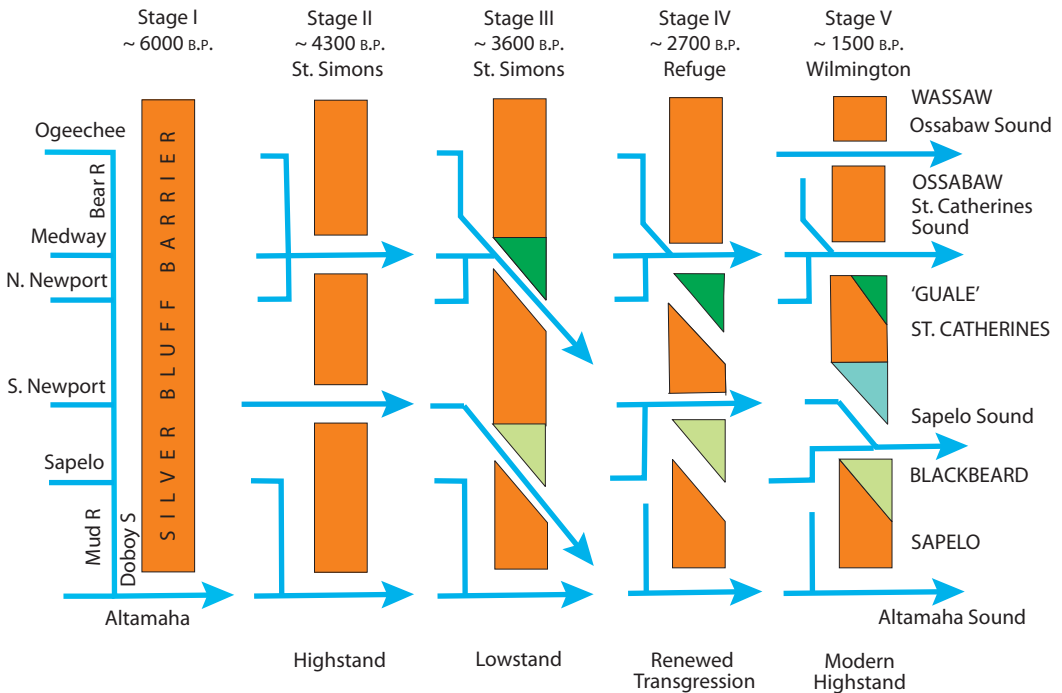 Stage I
~ 6000 B.P.
Stage II
~ 4300 B.P.
St. Simons
Stage III
~ 3600 B.P.
St. Simons
Stage IV
~ 2700 B.P.
Refuge
Stage V
~ 1500 B.P.
Wilmington
Ogeechee
Bear R
Medway
N. Newport
S. Newport
Sapelo
Mud R
Doboy S
Altamaha
SILVER BLUFF BARRIER
WASSAW
Ossabaw Sound
OSSABAW
St. Catherines
Sound
‘GUALE’
ST. CATHERINES
Sapelo Sound
BLACKBEARD
SAPELO
Altamaha Sound
Highstand
Lowstand
Renewed
Transgression
Modern
Highstand